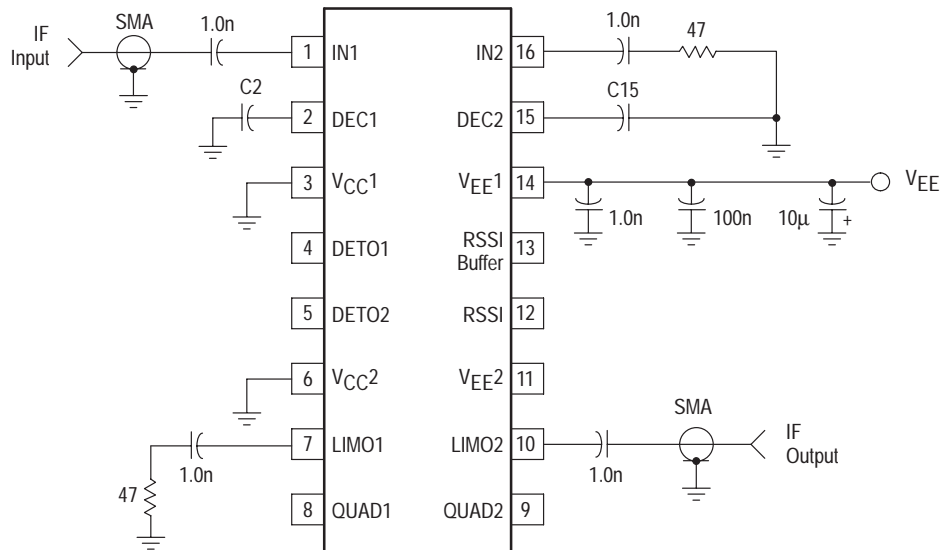 IF
Input
SMA
1.0n
1
IN1
IN2
16
1.0n
47
C2
2
DEC1
DEC2
15
C15
3
VCC1
VEE1
14
VEE
1.0n
100n
10μ
+
4
DETO1
RSSI
Buffer
13
5
DETO2
RSSI
12
6
VCC2
VEE2
11
SMA
7
LIMO1
LIMO2
10
IF
Output
1.0n
1.0n
47
8
QUAD1
QUAD2
9